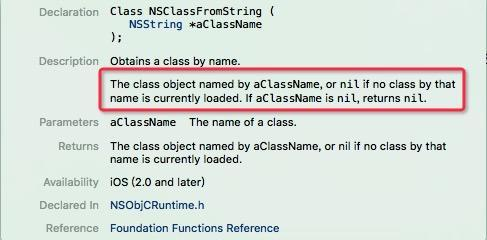 Declaration Class NSClassFromString (
NSString *aClassName
);
Description Obtains a class by name.
The class object named by aClassName, or nil if no class by that
name is currently loaded. If aClassName is nil, returns nil.
Parameters aClassName The name of a class.
Returns The class object named by aClassName, or nil if no class by that
name is currently loaded.
Availability iOS (2.0 and later)
Declared In NSObjCRuntime.h
Reference Foundation Functions Reference